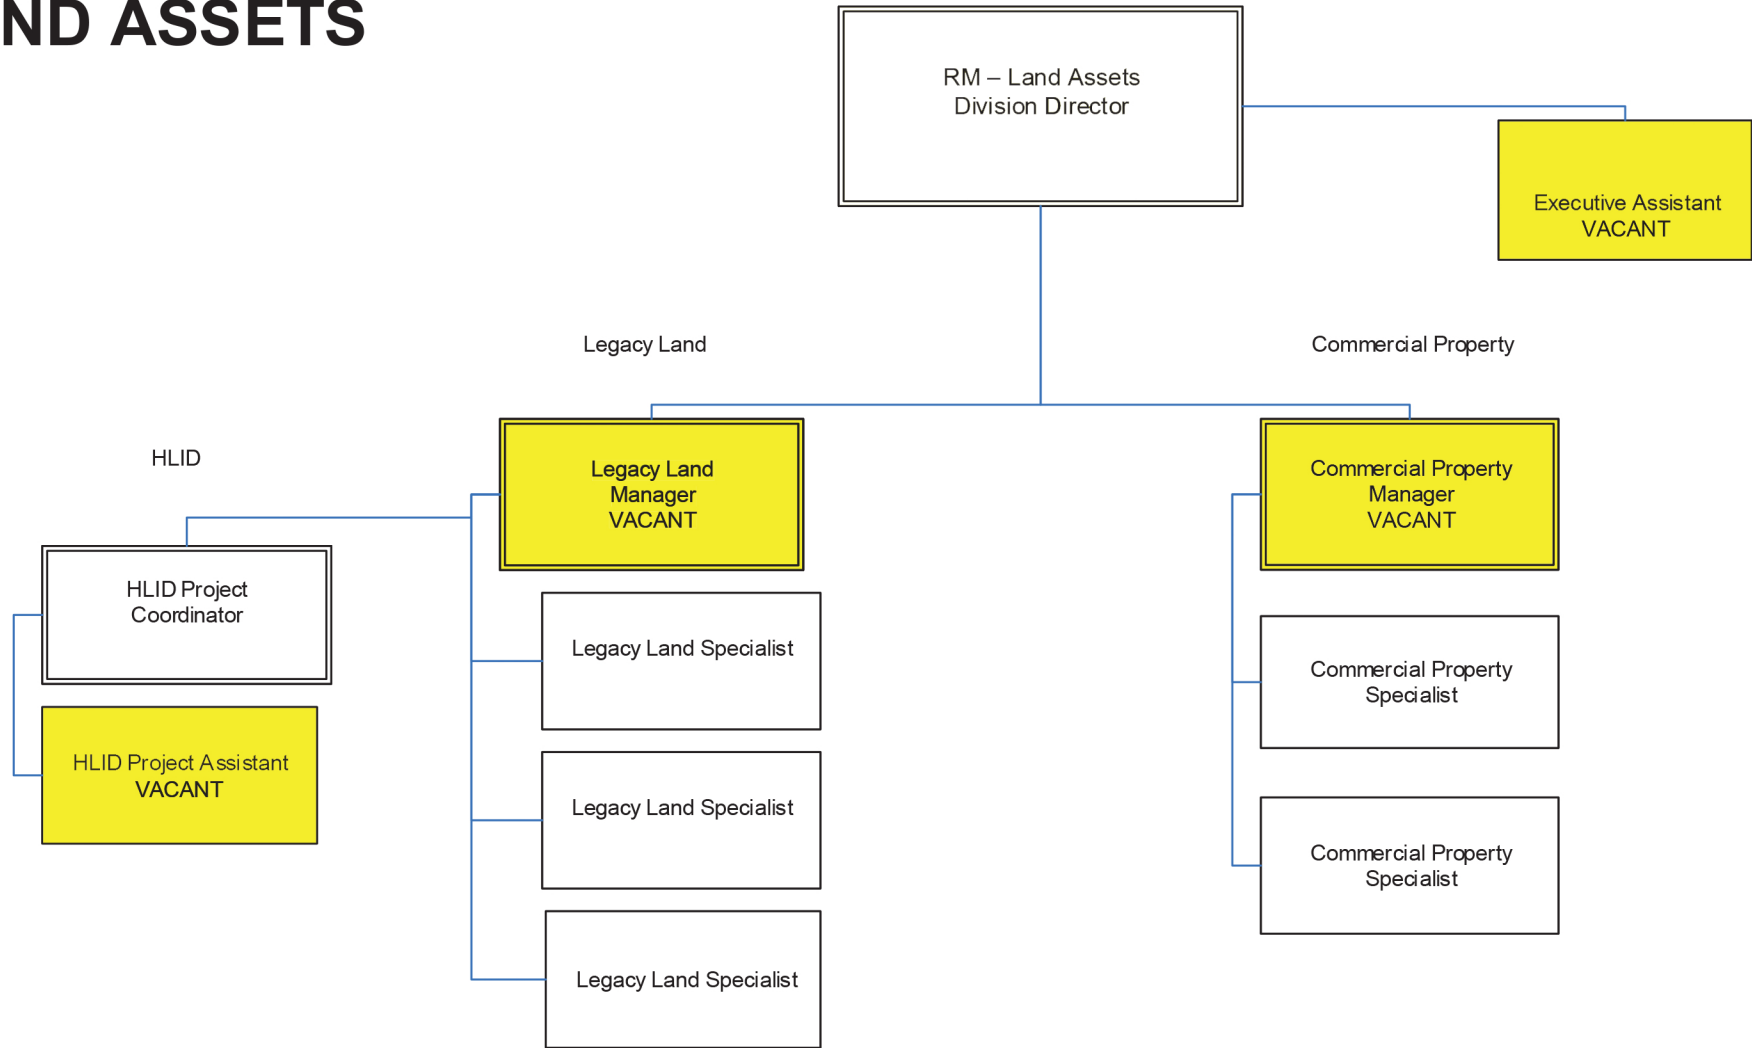 ND ASSETS
RM – Land Assets
Division Director
Executive Assistant
VACANT
Legacy Land
Commercial Property
HLID
Legacy Land
Manager
VACANT
Commercial Property
Manager
VACANT
HLID Project
Coordinator
Legacy Land Specialist
Commercial Property
Specialist
HLID Project Assistant
VACANT
Legacy Land Specialist
Commercial Property
Specialist
Legacy Land Specialist